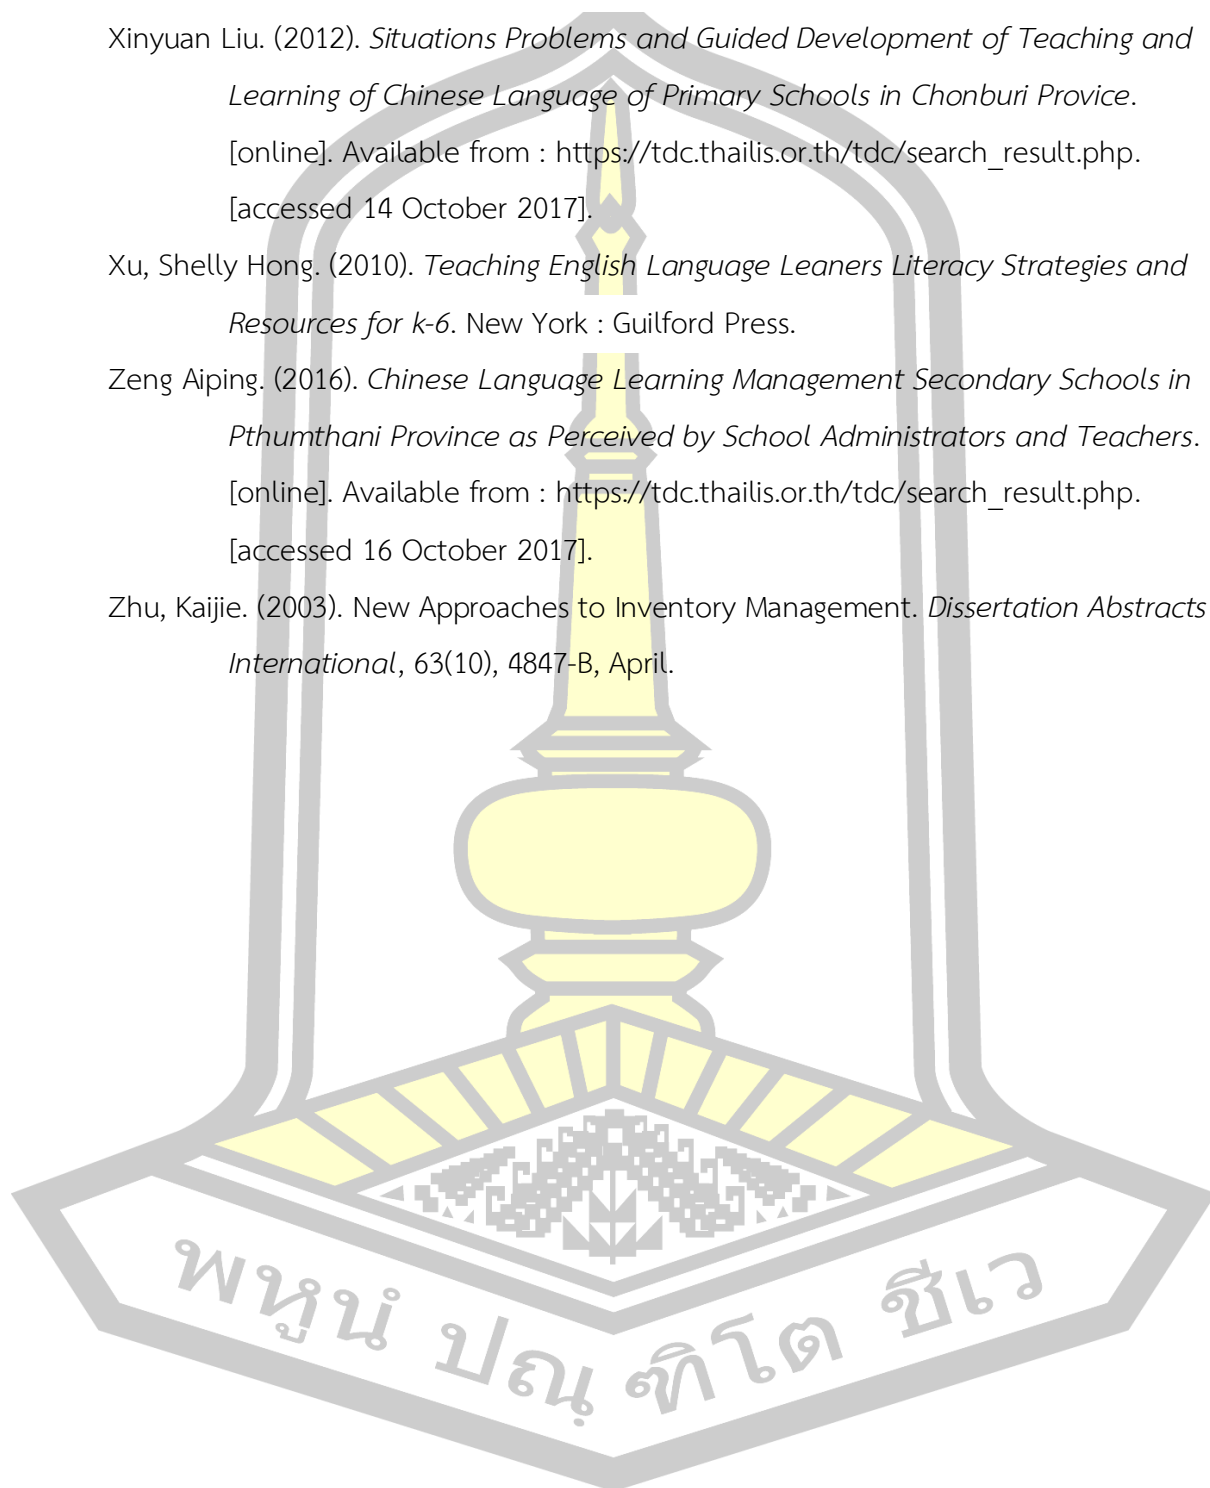 Xinyuan Liu. (2012). Situations Problems and Guided Development of Teaching and
Learning of Chinese Language of Primary Schools in Chonburi Provice.
[online]. Available from : https://tdc.thailis.or.th/tdc/search_result.php.
[accessed 14 October 2017].
Xu, Shelly Hong. (2010). Teaching English Language Leaners Literacy Strategies and
Resources for k-6. New York : Guilford Press.
Zeng Aiping. (2016). Chinese Language Learning Management Secondary Schools in
Pthumthani Province as Perceived by School Administrators and Teachers.
[online]. Available from : https://tdc.thailis.or.th/tdc/search_result.php.
[accessed 16 October 2017].
Zhu, Kaijie. (2003). New Approaches to Inventory Management. Dissertation Abstracts
International, 63(10), 4847-B, April.
พหูนํ ปณฺฑิโต ชีเว